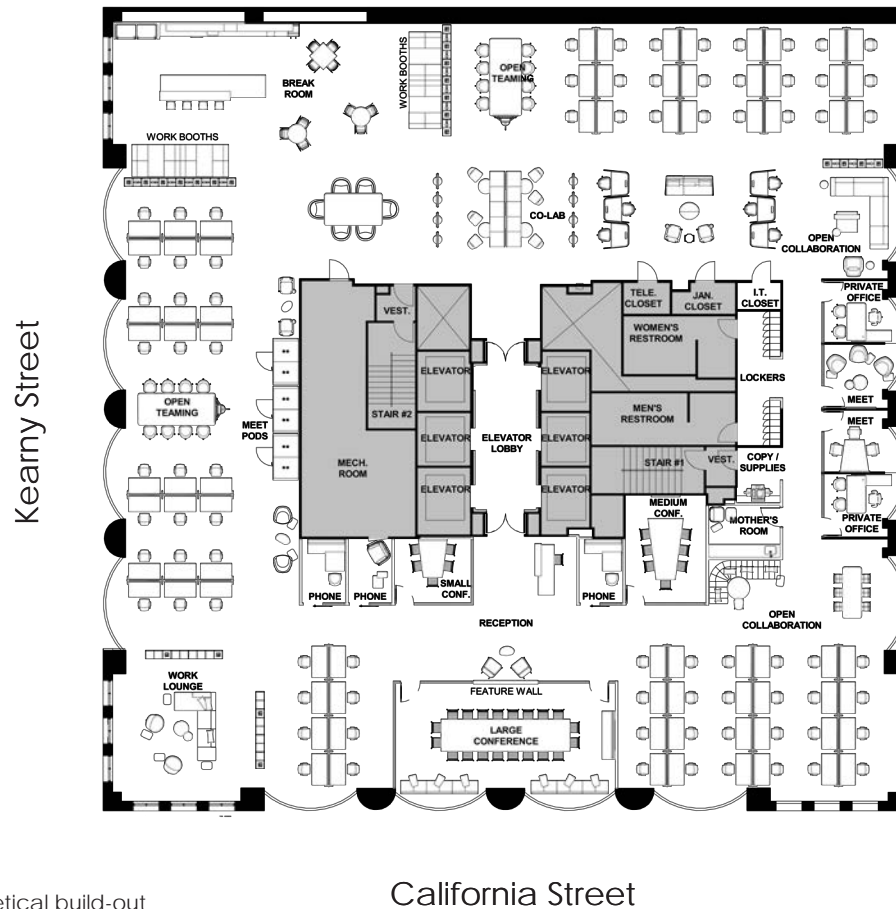 BREAK
ROOM
WORK BOOTHS
OPEN
TEAMING
WORK BOOTHS
CO-LAB
OPEN
COLLABORATION
TELE.
CLOSET
JAN.
CLOSET
I.T.
CLOSET
PRIVATE
OFFICE
VEST.
WOMEN'S
RESTROOM
ELEVATOR
ELEVATOR
LOCKERS
OPEN
TEAMING
STAIR #2
MEN'S
RESTROOM
MEET
MEET
MEET
PODS
ELEVATOR
ELEVATOR
LOBBY
ELEVATOR
MECH.
ROOM
STAIR #1
VEST.
COPY /
SUPPLIES
ELEVATOR
ELEVATOR
MEDIUM
CONF.
MOTHER'S
ROOM
PRIVATE
OFFICE
PHONE
PHONE
SMALL
CONF.
PHONE
RECEPTION
OPEN
COLLABORATION
WORK
LOUNGE
FEATURE WALL
LARGE
CONFERENCE
Kearny Street
California Street
etical build-out